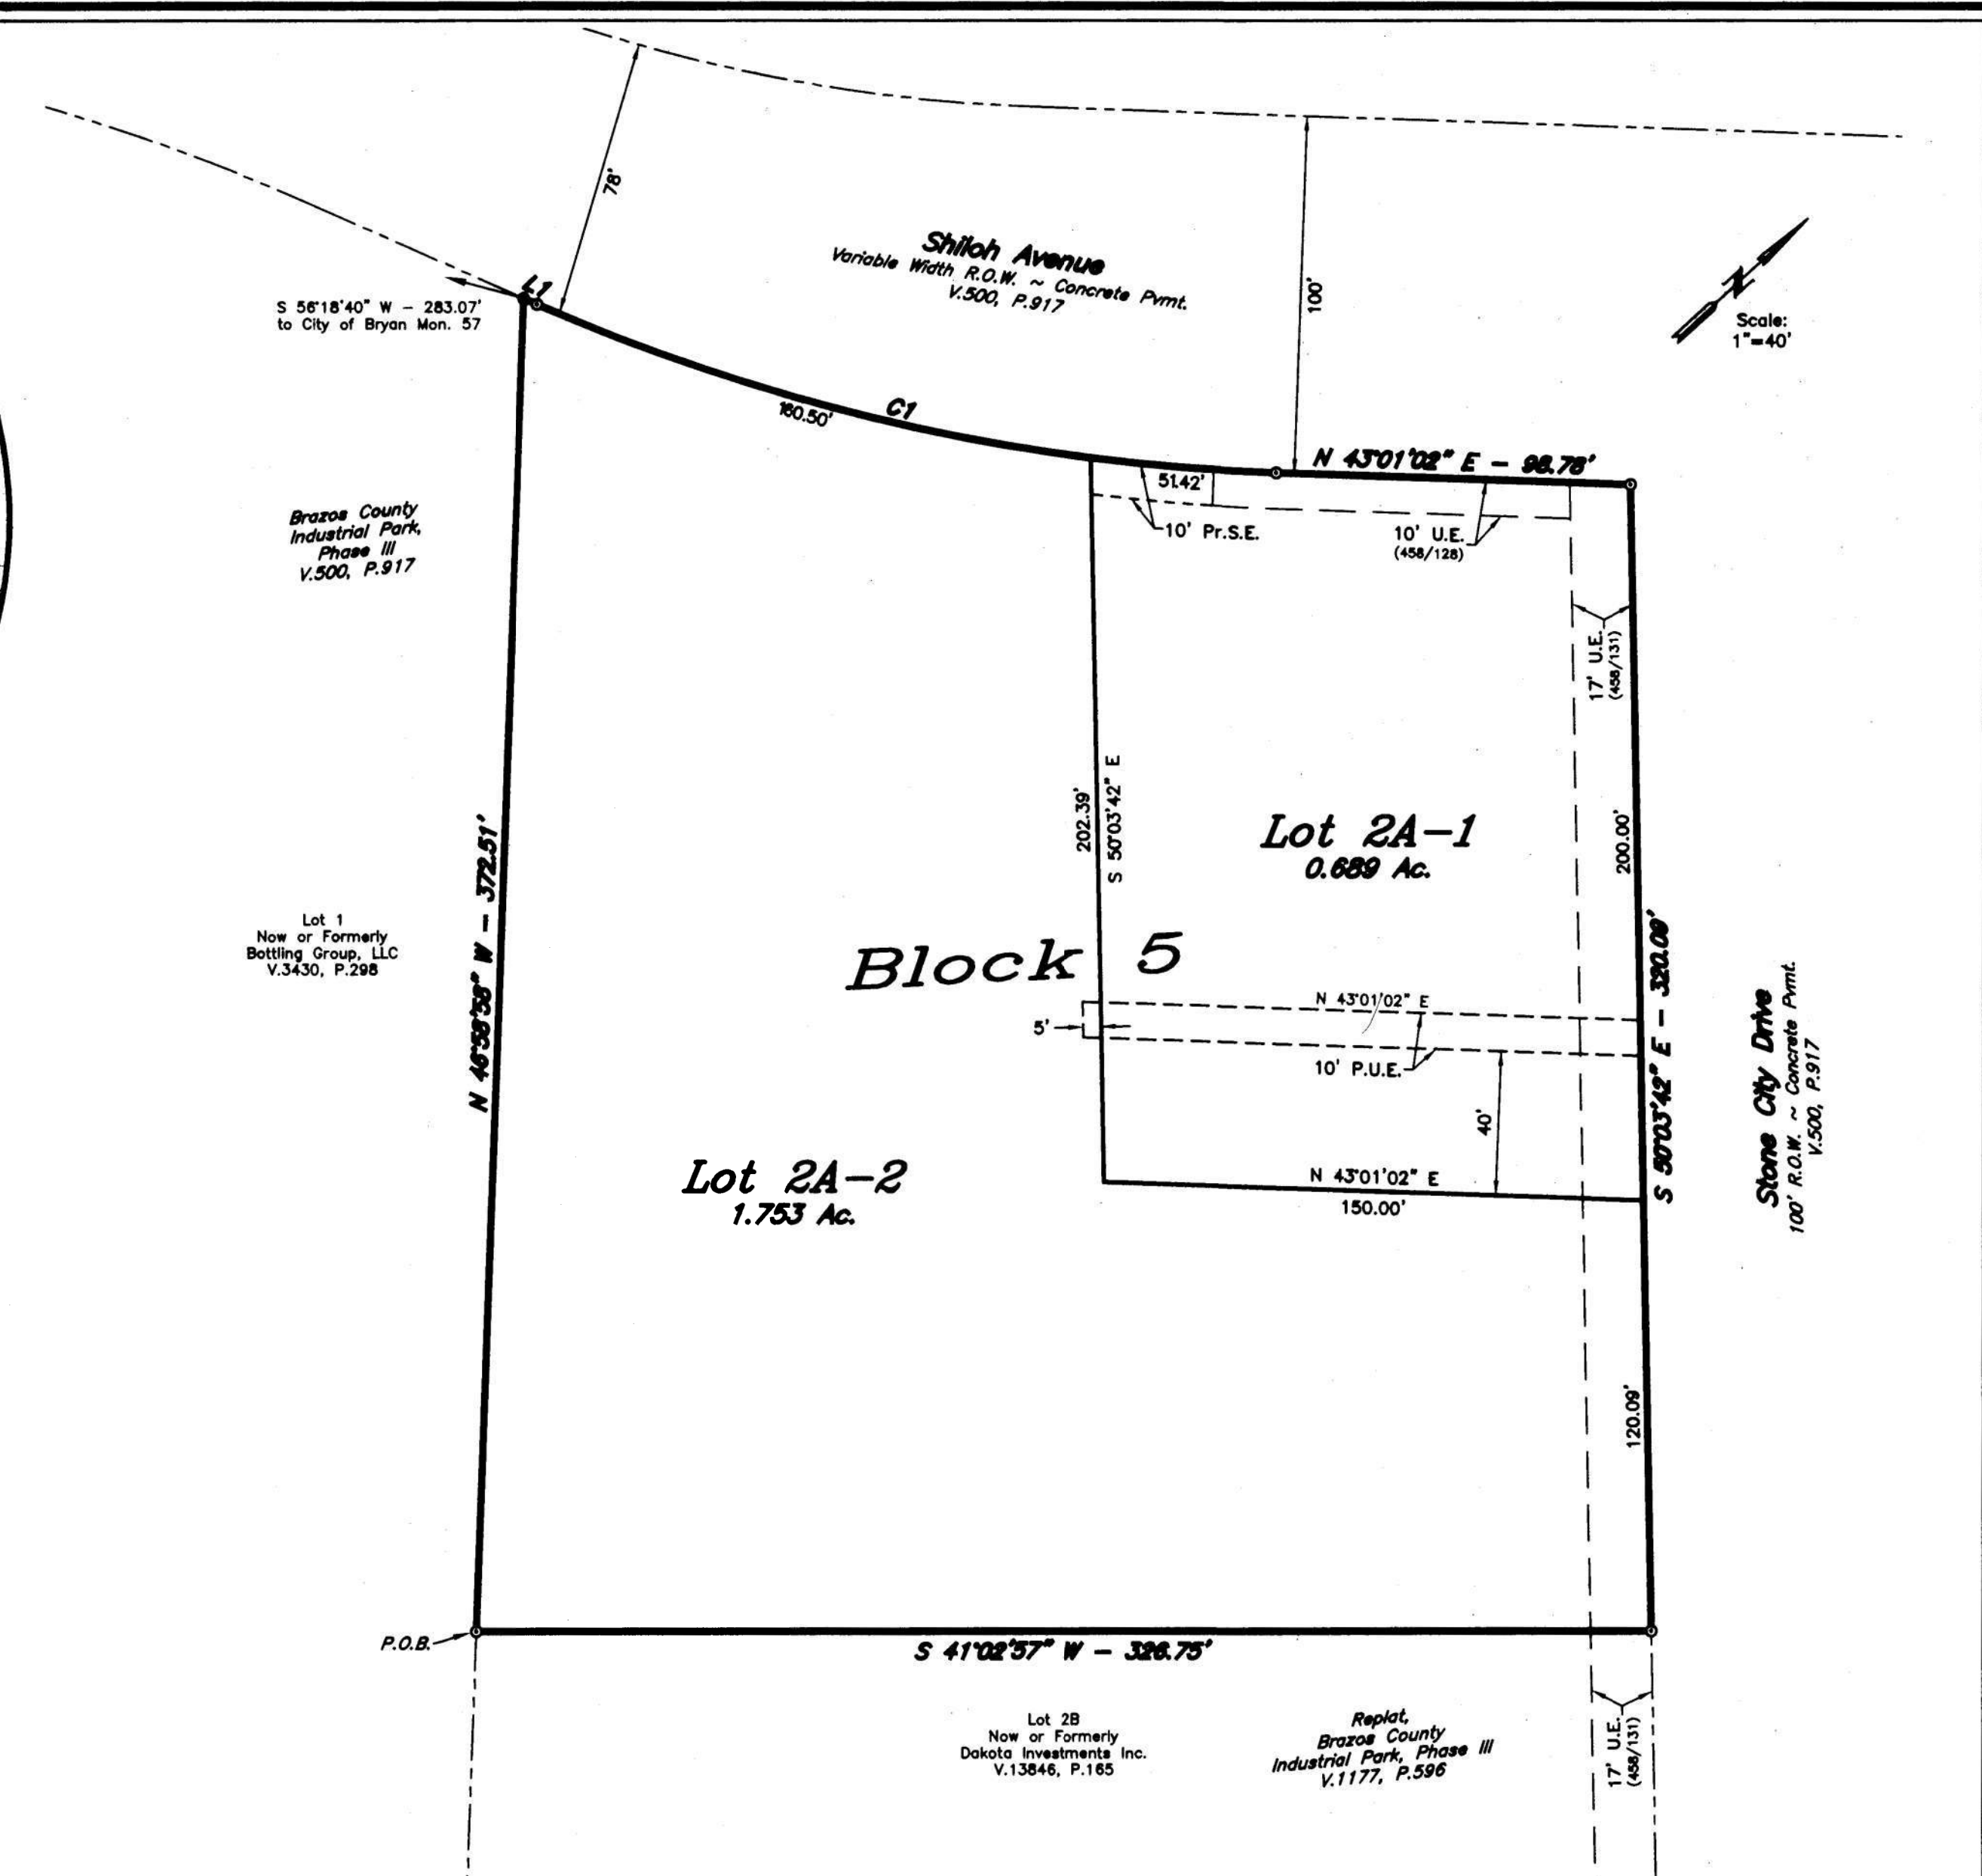 78'
Shiloh Avenue
Variable Width R.O.W. ~ Concrete Pvmt.
V.500, P.917
100'
N
Scale:
1"=40'
L1
S 56°18'40" W - 283.07'
to City of Bryan Mon. 57
160.50'
C1
N 43°01'02" E - 98.78'
51.42'
10' Pr.S.E.
10' U.E.
(458/128)
Brazos County
Industrial Park,
Phase III
V.500, P.917
17' U.E.
(458/131)
202.39'
S 50°03'42" E
Lot 2A-1
0.689 Ac.
200.00'
N 46°58'58" W - 372.51'
Lot 1
Now or Formerly
Bottling Group, LLC
V.3430, P.298
Block 5
N 43°01'02" E
5'
10' P.U.E.
40'
S 50°03'42" E - 320.09'
Stone City Drive
100' R.O.W. ~ Concrete Pvmt.
V.500, P.917
Lot 2A-2
1.753 Ac.
N 43°01'02" E
150.00'
120.09'
P.O.B.
S 41°02'57" W - 326.75'
Lot 2B
Now or Formerly
Dakota Investments Inc.
V.13846, P.165
Replat,
Brazos County
Industrial Park, Phase III
V.1177, P.596
17' U.E.
(458/131)